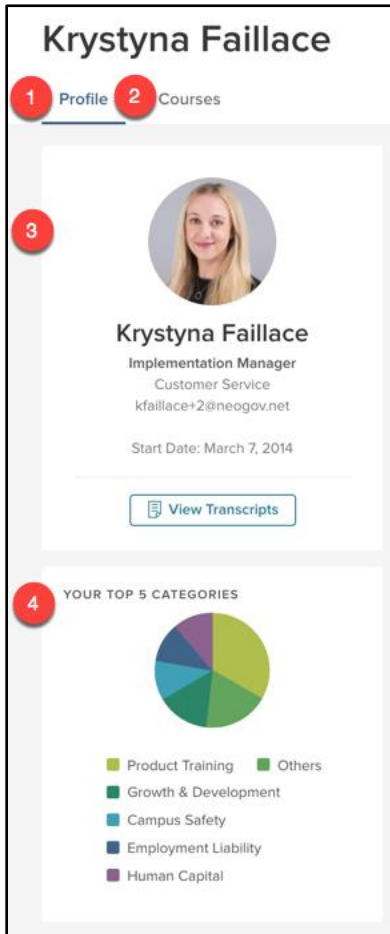 Krystyna Faillace
1 Profile 2 Courses
3
Krystyna Faillace
Implementation Manager
Customer Service
kfaillace+2@neogov.net
Start Date: March 7, 2014
View Transcripts
4 YOUR TOP 5 CATEGORIES
Product Training Others
Growth & Development
Campus Safety
Employment Liability
Human Capital